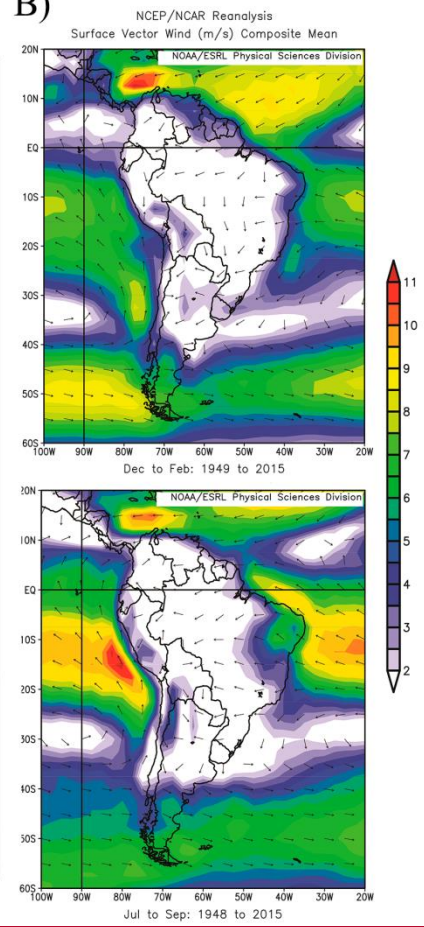 B)
NCEP/NCAR Reanalysis
Surface Vector Wind (m/s) Composite Mean
NOAA/ESRL Physical Sciences Division
20N
10N
EQ
10S
20S
30S
40S
50S
60S
100W 90W 80W 70W 60W 50W 40W 30W 20W
Dec to Feb: 1949 to 2015
11
10
9
8
7
6
5
4
3
2
NOAA/ESRL Physical Sciences Division
20N
10N
EQ
10S
20S
30S
40S
50S
60S
100W 90W 80W 70W 60W 50W 40W 30W 20W
Jul to Sep: 1948 to 2015